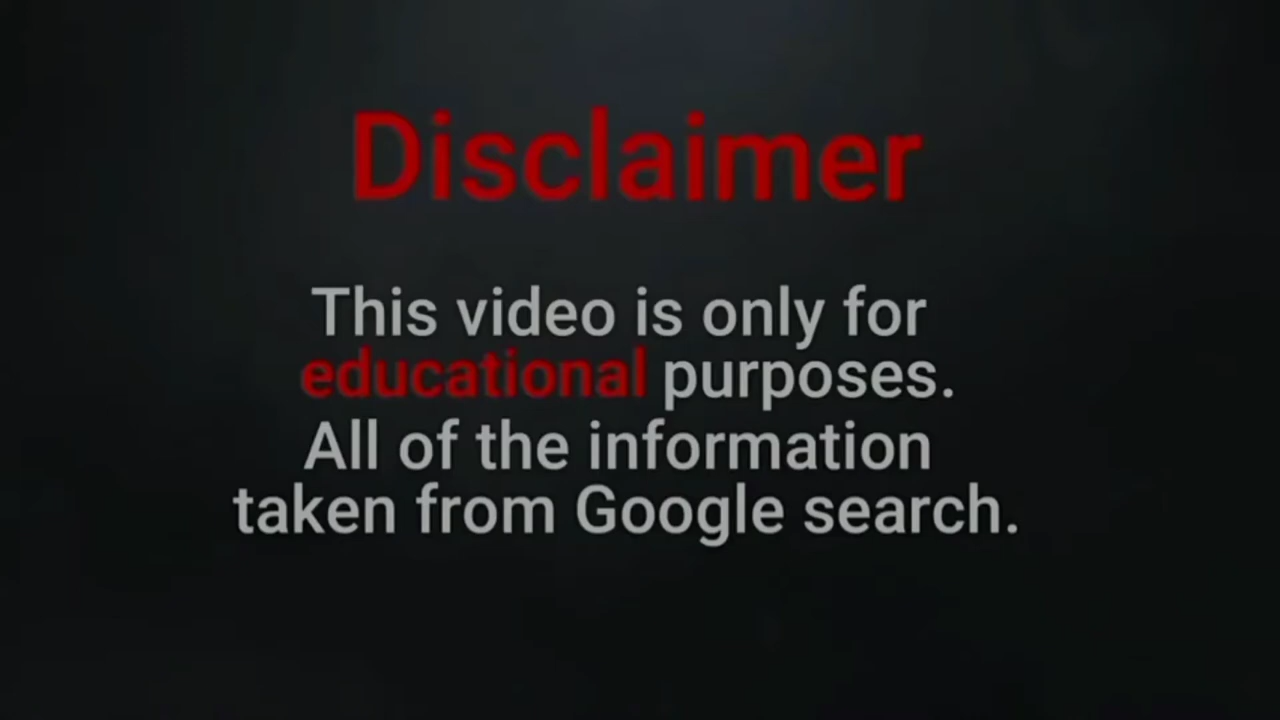 Disclaimer
This video is only for
educational purposes.
All of the information
taken from Google search.